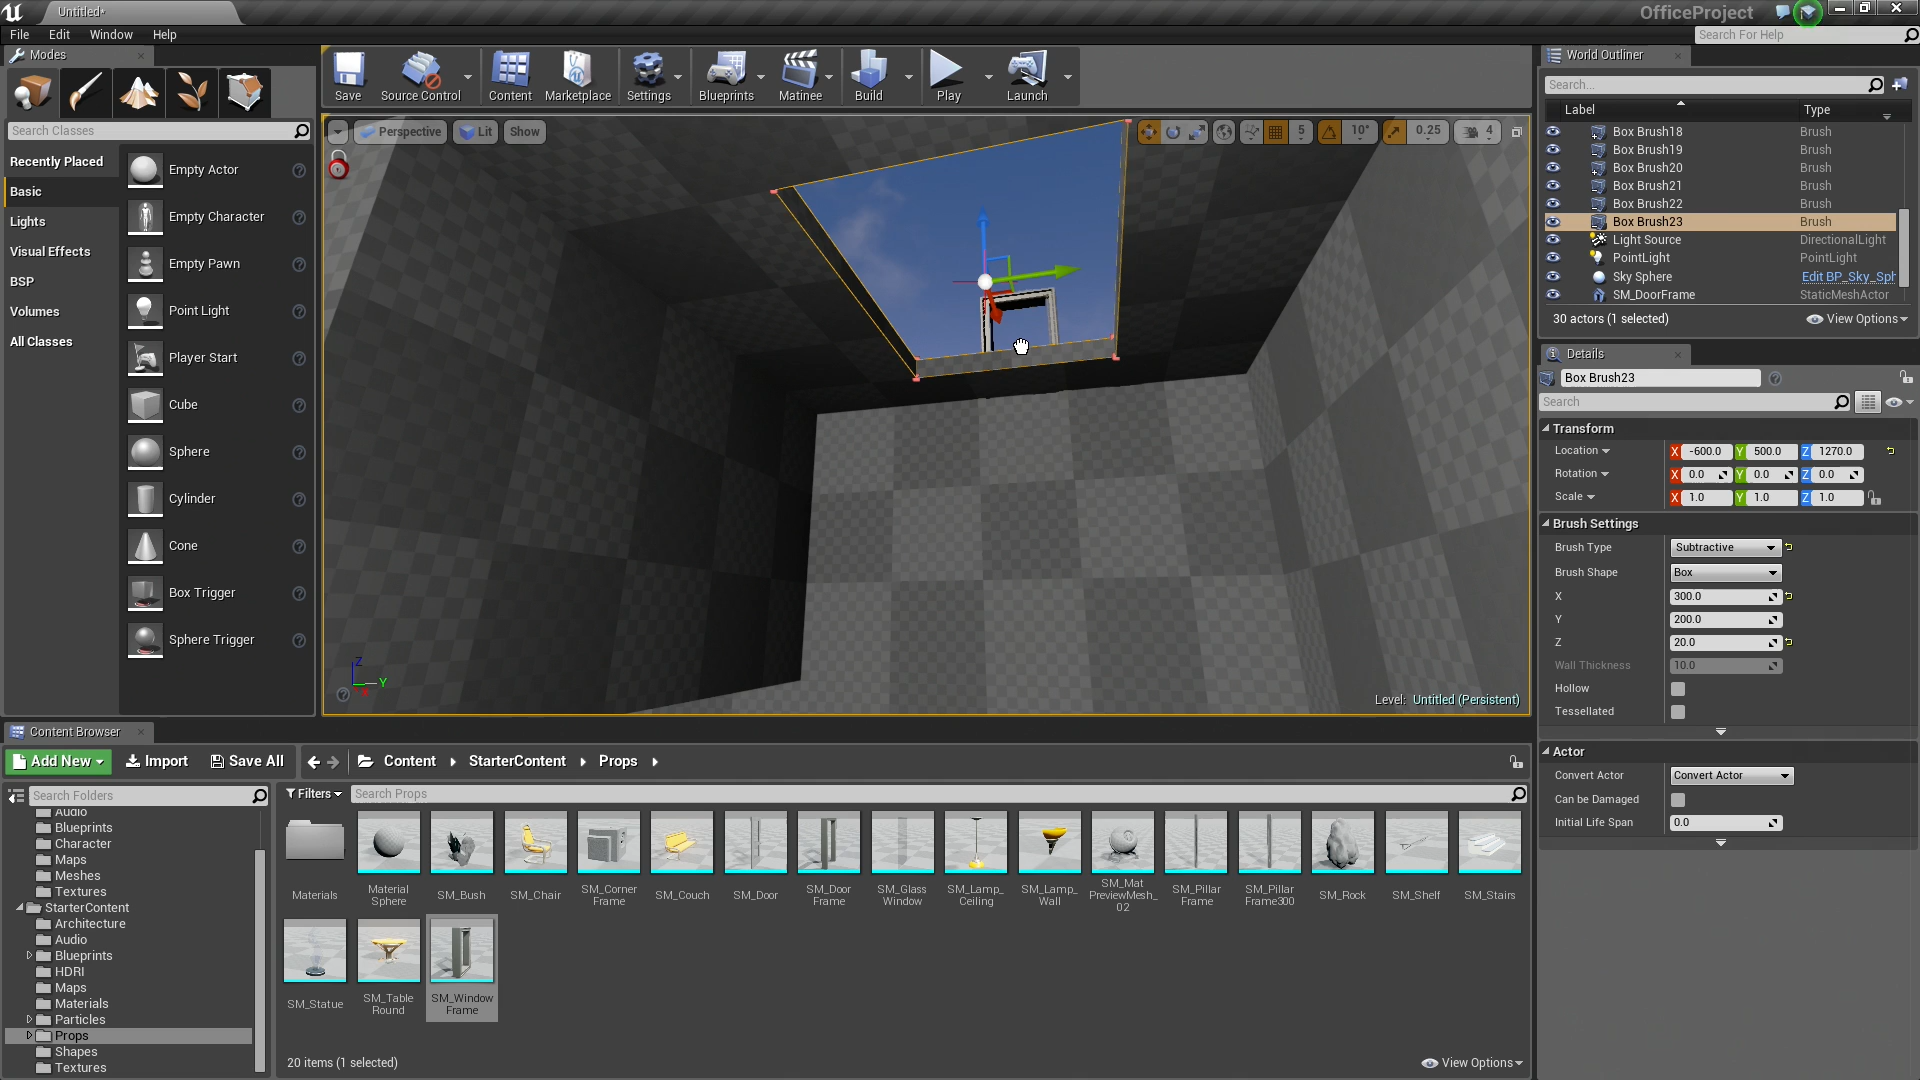 Untitled*
OfficeProject
File
Edit
Window
Help
Search For Help
Modes
Save
Source Control
Content
Marketplace
Settings
Blueprints
Matinee
Build
Play
Launch
World Outliner
Search...
Label
Type
Box Brush18
Brush
Box Brush19
Brush
Box Brush20
Brush
Box Brush21
Brush
Box Brush22
Brush
Box Brush23
Brush
Light Source
DirectionalLight
PointLight
PointLight
Sky Sphere
Edit BP_Sky_Sph
SM_DoorFrame
StaticMeshActor
30 actors (1 selected)
View Options
Search Classes
Recently Placed
Basic
Lights
Visual Effects
BSP
Volumes
All Classes
Empty Actor
Empty Character
Empty Pawn
Point Light
Player Start
Cube
Sphere
Cylinder
Cone
Box Trigger
Sphere Trigger
Perspective
Lit
Show
5
10°
0.25
4
Z
Y
X
Level: Untitled (Persistent)
Details
Box Brush23
Search
Transform
Location
X -600.0
Y 500.0
Z 1270.0
Rotation
X 0.0
Y 0.0
Z 0.0
Scale
X 1.0
Y 1.0
Z 1.0
Brush Settings
Brush Type
Subtractive
Brush Shape
Box
X
300.0
Y
200.0
Z
20.0
Wall Thickness
10.0
Hollow
Tessellated
Actor
Convert Actor
Convert Actor
Can be Damaged
Initial Life Span
0.0
Content Browser
Add New
Import
Save All
Content
StarterContent
Props
Search Folders
Audio
Blueprints
Character
Maps
Meshes
Textures
StarterContent
Architecture
Audio
Blueprints
HDRI
Maps
Materials
Particles
Props
Shapes
Textures
Filters
Search Props
Materials
Material
Sphere
SM_Bush
SM_Chair
SM_Corner
Frame
SM_Couch
SM_Door
SM_Door
Frame
SM_Glass
Window
SM_Lamp_
Ceiling
SM_Lamp_
Wall
SM_Mat
PreviewMesh_
02
SM_Pillar
Frame
SM_Pillar
Frame300
SM_Rock
SM_Shelf
SM_Stairs
SM_Statue
SM_Table
Round
SM_Window
Frame
20 items (1 selected)
View Options